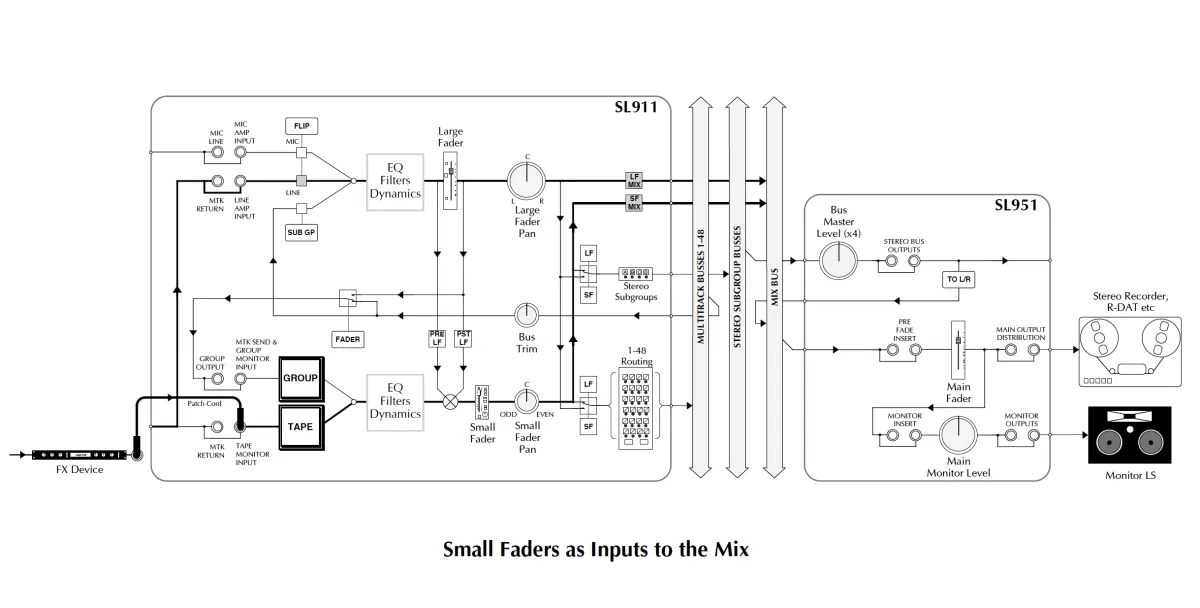 SL911
FLIP
MIC
LINE
MIC
AMP
INPUT
MIC
LINE
MTK
RETURN
LINE
AMP
INPUT
SUB GP
EQ
Filters
Dynamics
Large
Fader
C
L R
Large
Fader
Pan
LF
MIX
SF
MIX
LF
SF
Stereo
Subgroups
FADER
PRE
LF
PST
LF
Bus
Trim
1-48
Routing
GROUP
OUTPUT
MTK SEND &
GROUP
MONITOR
INPUT
GROUP
Patch Cord
TAPE
MTK
RETURN
TAPE
MONITOR
INPUT
FX Device
EQ
Filters
Dynamics
Small
Fader
C
ODD EVEN
Small
Fader
Pan
LF
SF
MULTITRACK BUSSES 1-48
STEREO SUBGROUP BUSSES
MIX BUS
SL951
Bus
Master
Level (x4)
STEREO BUS
OUTPUTS
TO L/R
PRE
FADE
INSERT
MAIN OUTPUT
DISTRIBUTION
Main
Fader
MONITOR
INSERT
MONITOR
OUTPUTS
Main
Monitor Level
Stereo Recorder,
R-DAT etc
Monitor LS
Small Faders as Inputs to the Mix